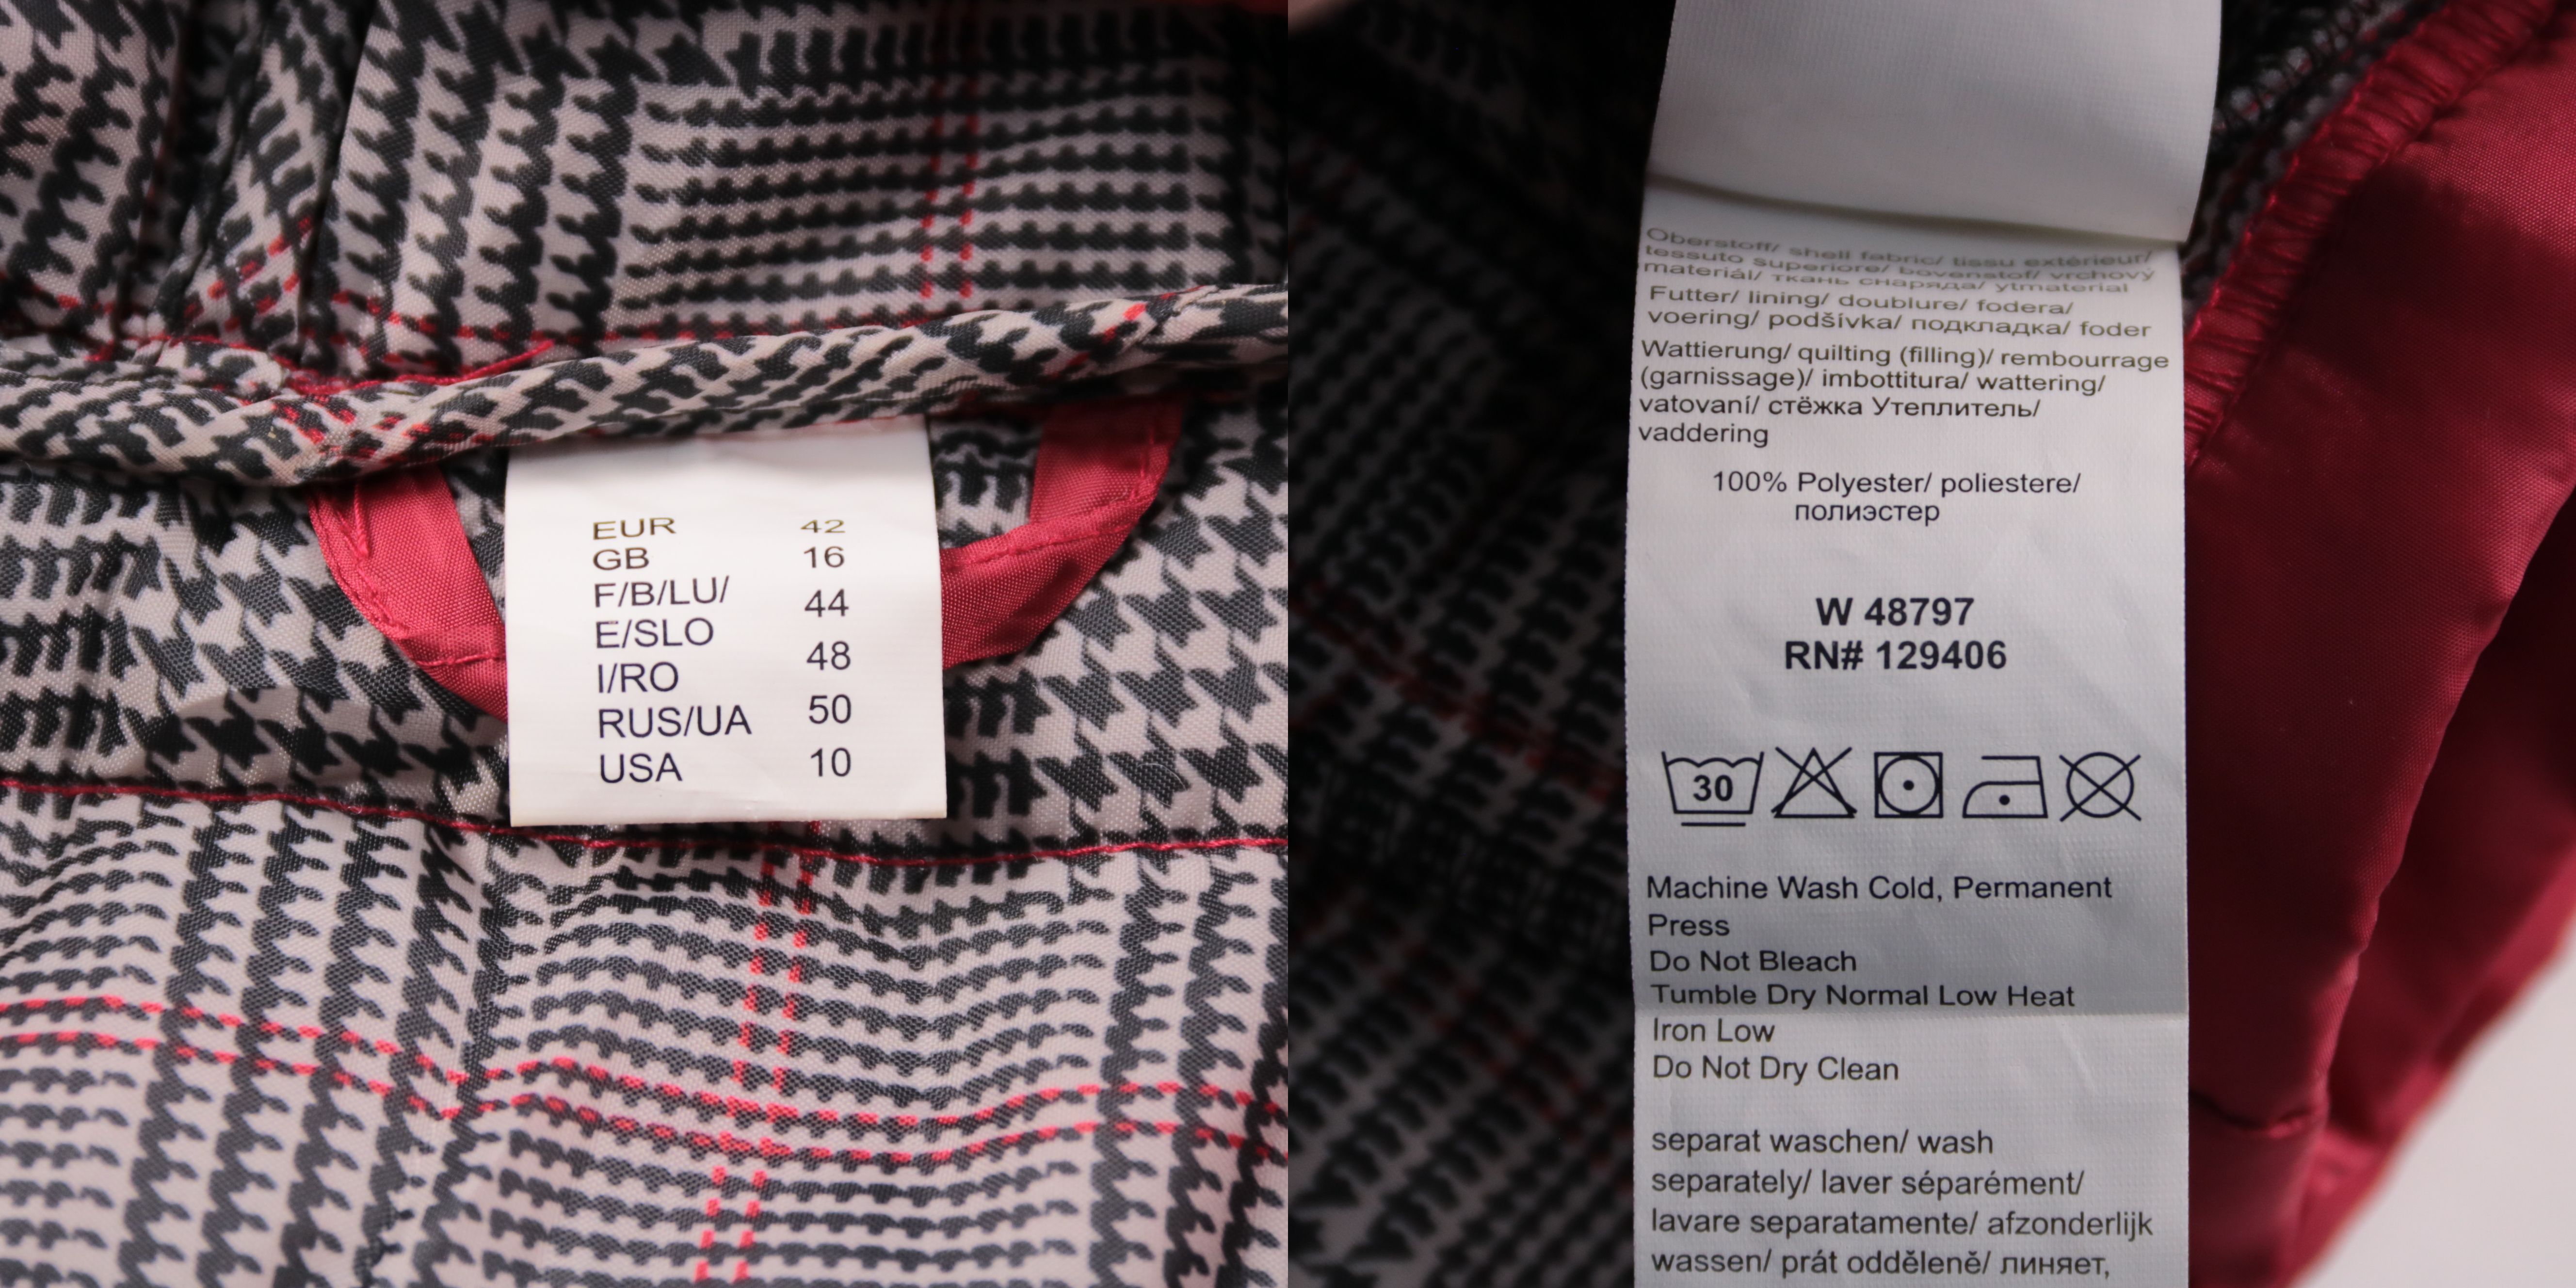 EUR 42
GB 16
F/B/LU/ 44
E/SLO
I/RO 48
RUS/UA 50
USA 10
Oberstoff/ shell fabric/ tissu extérieur/
tessuto superiore/ bovenstof/ vrchový
materiál/ ткань снаряда/ ytmaterial
Futter/ lining/ doublure/ fodera/
voering/ podšívka/ подкладка/ foder
Wattierung/ quilting (filling)/ rembourrage
(garnissage)/ imbottitura/ wattering/
vatovaní/ стёжка Утеплитель/
vaddering
100% Polyester/ poliestere/
полиэстер
W 48797
RN# 129406
30
Machine Wash Cold, Permanent
Press
Do Not Bleach
Tumble Dry Normal Low Heat
Iron Low
Do Not Dry Clean
separat waschen/ wash
separately/ laver séparément/
lavare separatamente/ afzonderlijk
wassen/ prát odděleně/ линяет,